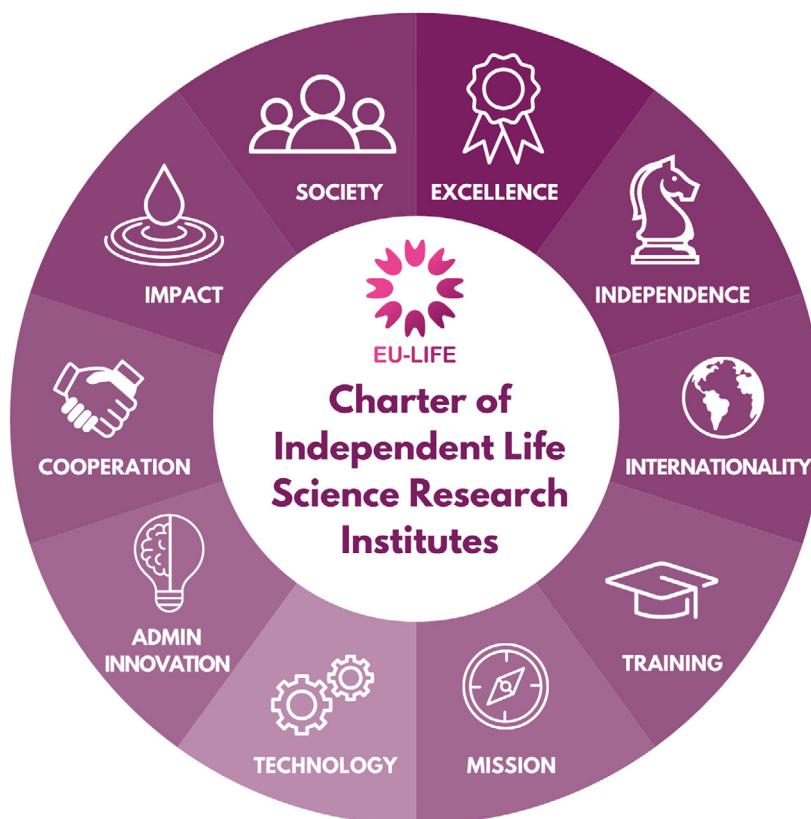 SOCIETY
EXCELLENCE
INDEPENDENCE
INTERNATIONALITY
TRAINING
MISSION
TECHNOLOGY
ADMIN
INNOVATION
COOPERATION
IMPACT
EU-LIFE
Charter of
Independent Life
Science Research
Institutes